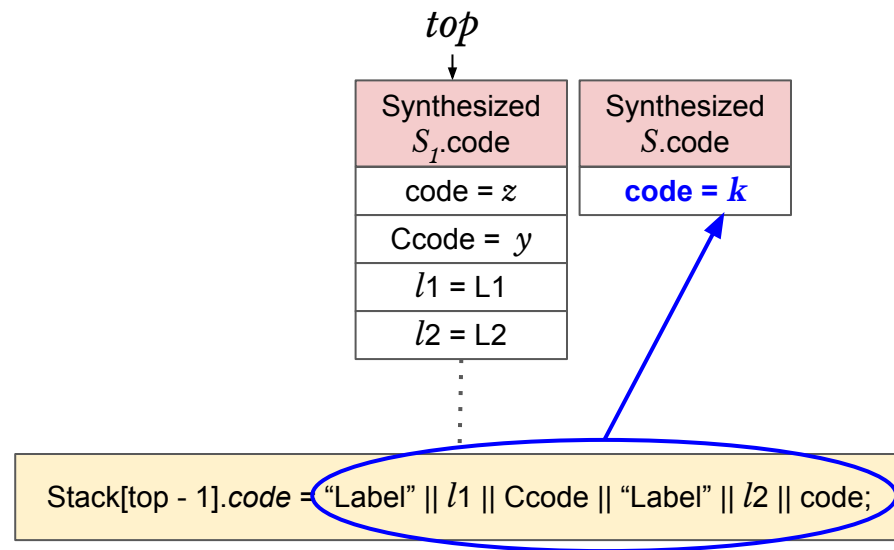 top
Synthesized
S₁.code
code = z
Ccode = y
l1 = L1
l2 = L2
Synthesized
S.code
code = k
Stack[top - 1].code = “Label” || l1 || Ccode || “Label” || l2 || code;